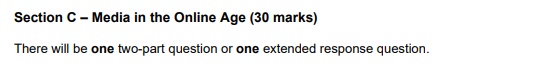 Section C – Media in the Online Age (30 marks)
There will be one two-part question or one extended response question.